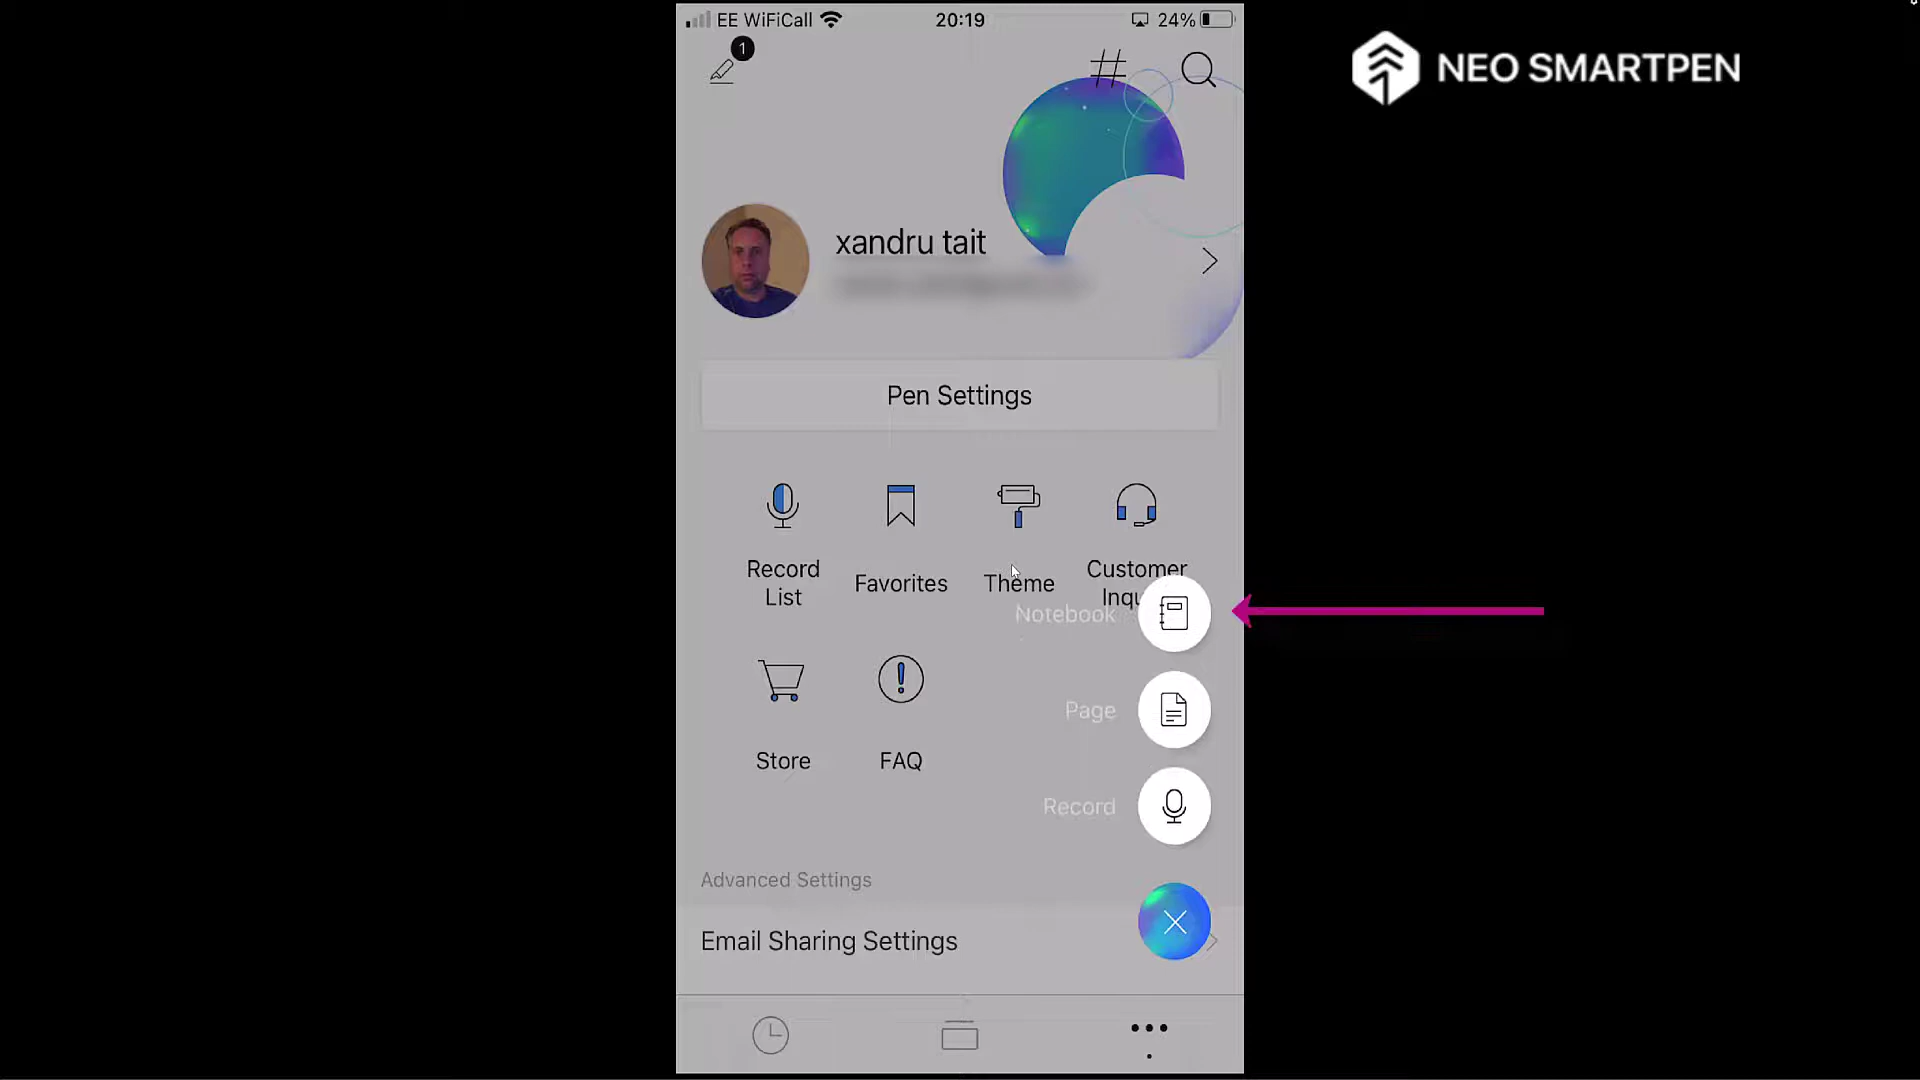 EE WiFiCall 20:19 24%
NEO SMARTPEN
1
xandru tait
Pen Settings
Record List
Favorites
Theme
Customer
Inqu
Notebook
Page
Store
FAQ
Record
Advanced Settings
Email Sharing Settings